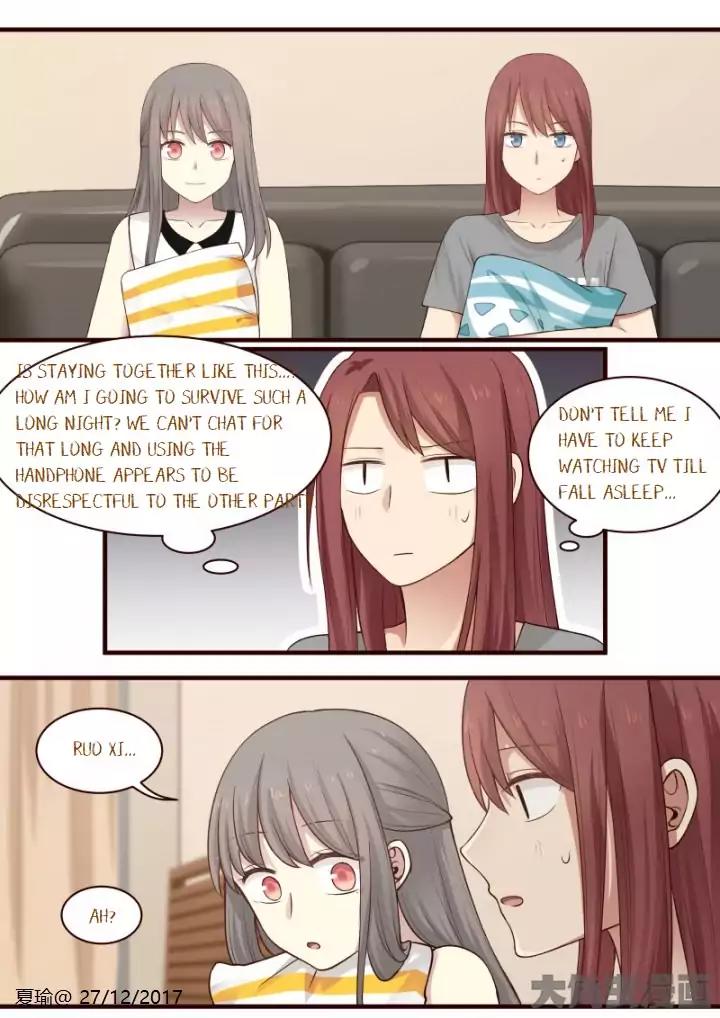 IS STAYING TOGETHER LIKE THIS....
HOW AM I GOING TO SURVIVE SUCH A
LONG NIGHT? WE CAN'T CHAT FOR
THAT LONG AND USING THE
HANDPHONE APPEARS TO BE
DISRESPECTFUL TO THE OTHER
DON'T TELL ME I
HAVE TO KEEP
WATCHING TV TILL
FALL ASLEEP...
RUO XI...
AH?
夏瑜@ 27/12/2017
漫画